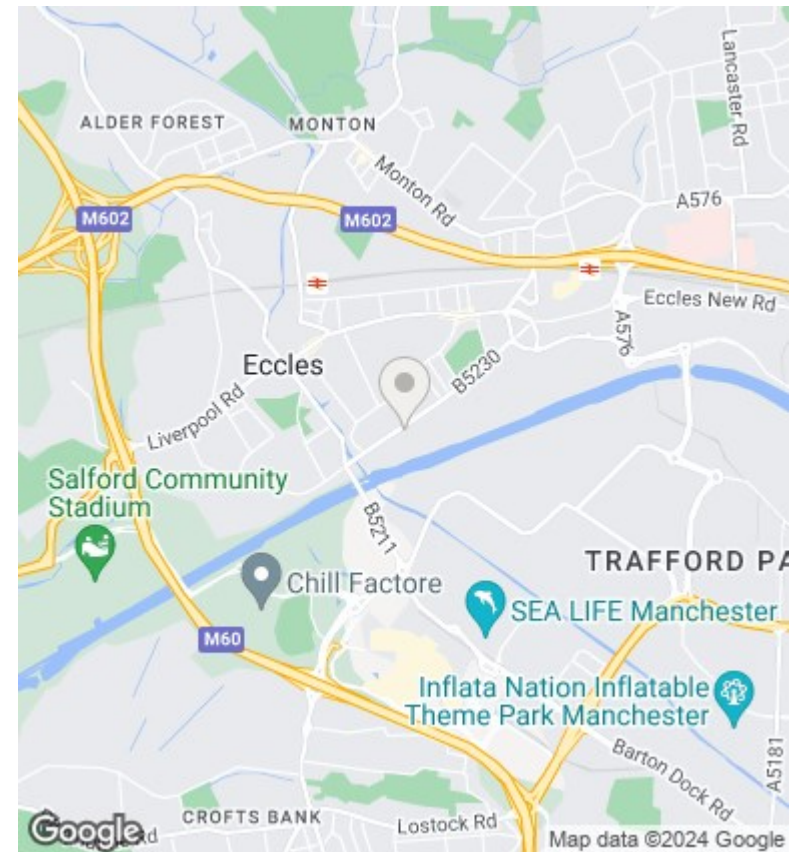 Lancaster Rd
ALDER FOREST
MONTON
Monton Rd
A576
M602
M602
Eccles New Rd
A576
Eccles
B5230
Liverpool Rd
Salford Community
Stadium
B5211
TRAFFORD PA
Chill Factore
SEA LIFE Manchester
M60
Inflata Nation Inflatable
Theme Park Manchester
Barton Dock Rd
A5181
CROFTS BANK
Lostock Rd
Google
Rd
Map data ©2024 Google